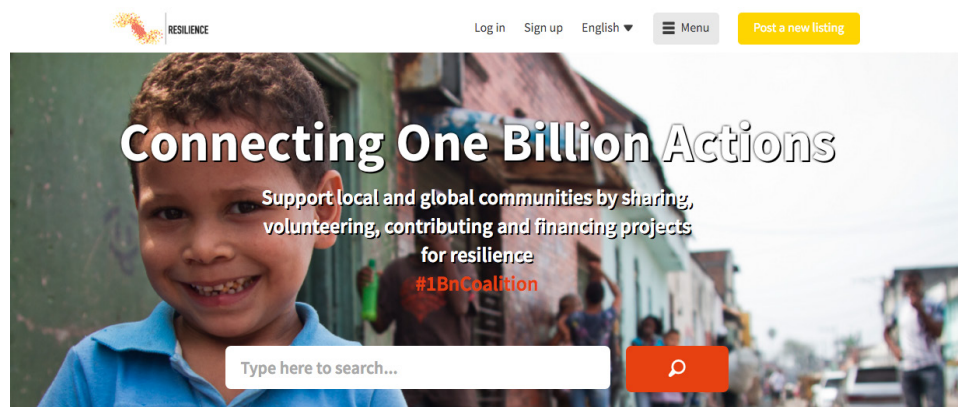 RESILIENCE
Log in
Sign up
English
Menu
Post a new listing
Connecting One Billion Actions
Support local and global communities by sharing,
volunteering, contributing and financing projects
for resilience
#1BnCoalition
Type here to search...